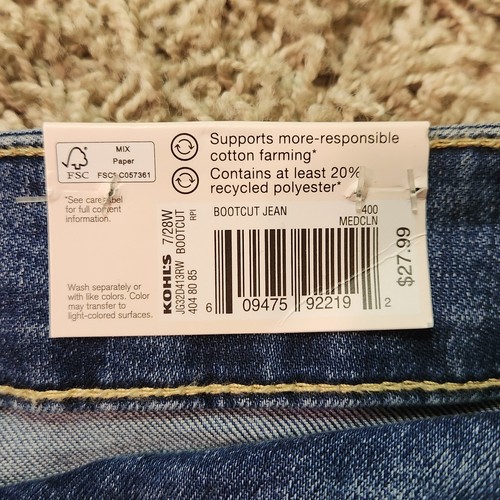 FSC
MIX
Paper
FSC® C057361
*See care label
for full content
information.
Wash separately or
with like colors. Color
may transfer to
light-colored surfaces.
Supports more-responsible
cotton farming*
Contains at least 20%
recycled polyester*
KOHL'S 7/28W
JG32D413RW BOOTCUT
404 80 85 RPI
BOOTCUT JEAN 400
MEDCLN
6 09475 92219 2
$27.99